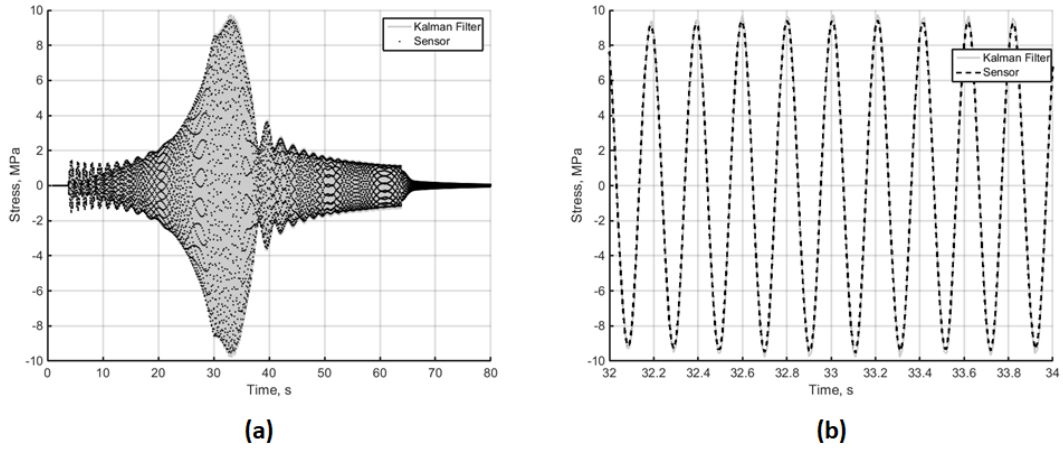 Kalman Filter
Sensor
Stress, MPa
10
8
6
4
2
0
-2
-4
-6
-8
-10
0 10 20 30 40 50 60 70 80
Time, s
(a)
Kalman Filter
Sensor
Stress, MPa
10
8
6
4
2
0
-2
-4
-6
-8
-10
32 32.2 32.4 32.6 32.8 33 33.2 33.4 33.6 33.8 34
Time, s
(b)